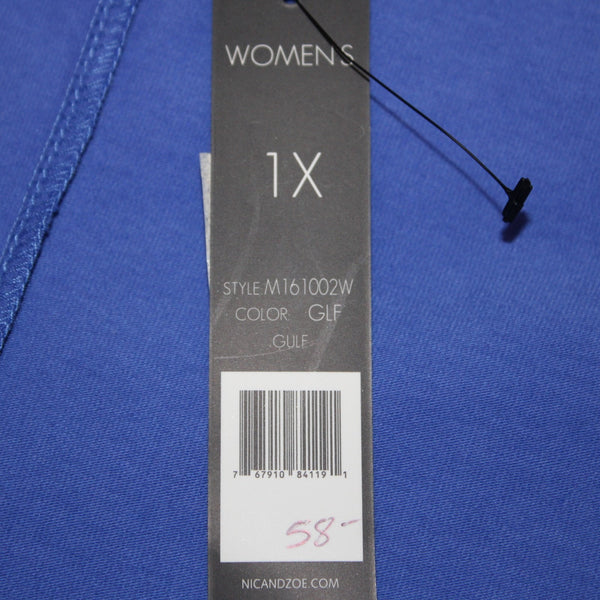 WOMEN'S
1X
STYLE M161002W
COLOR GLF
GULF
7 67910 84119 1
58-
NICANDZOE.COM